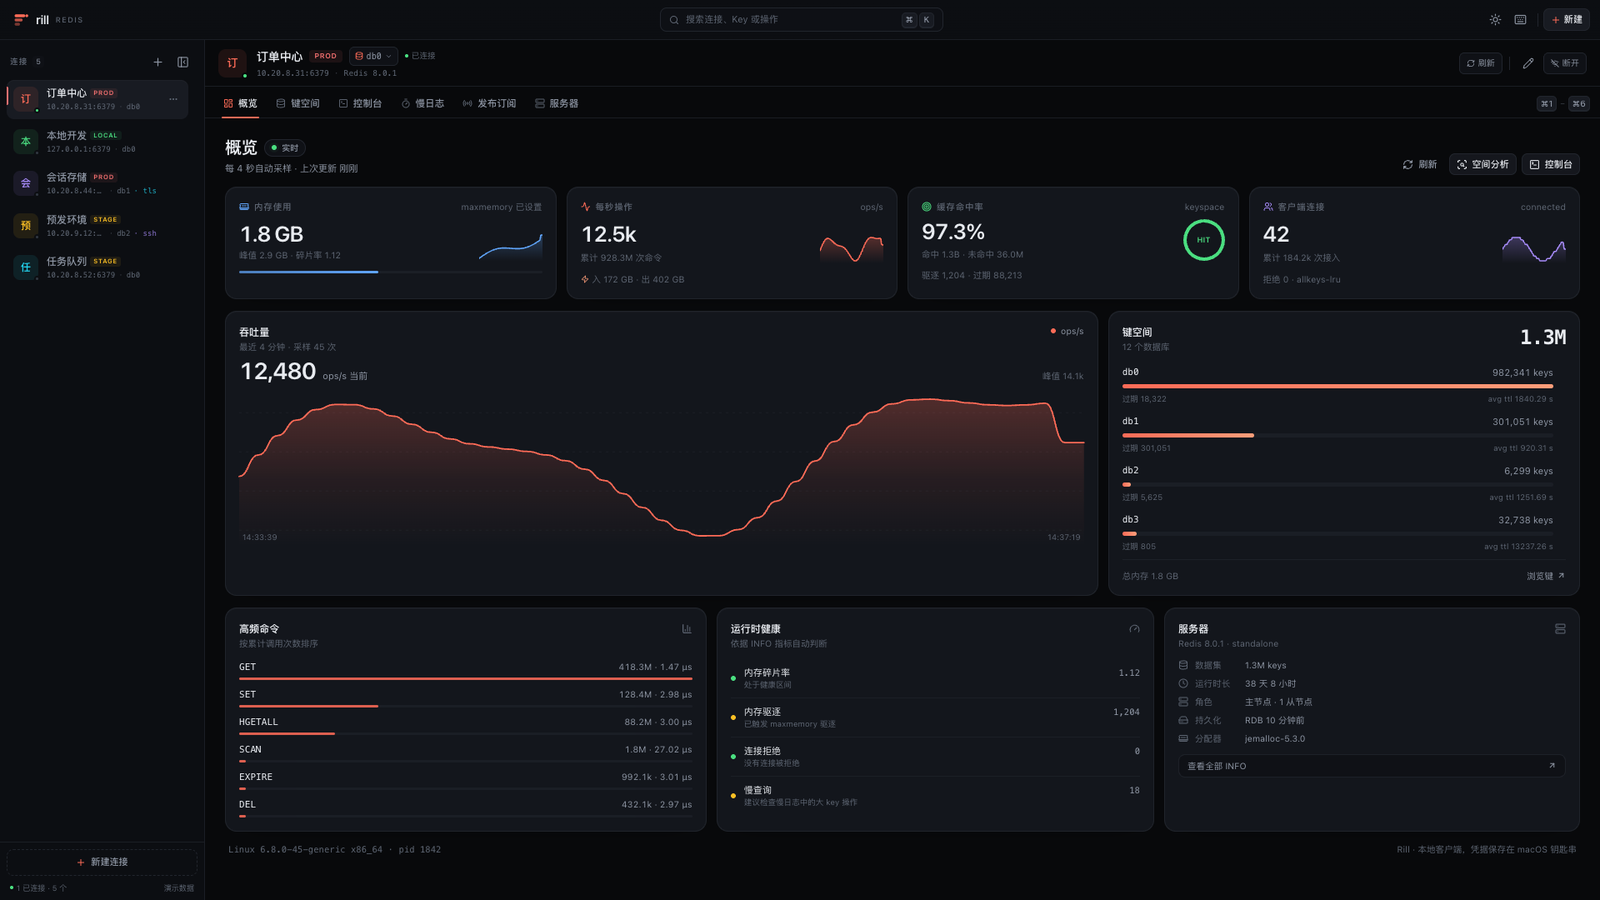 rill REDIS
搜索连接、Key 或操作 ⌘ K
+ 新建
连接 5
订单中心 PROD
10.20.8.31:6379 · db0
本地开发 LOCAL
127.0.0.1:6379 · db0
会话存储 PROD
10.20.8.44:… · db1 · tls
预发环境 STAGE
10.20.9.12:… · db2 · ssh
任务队列 STAGE
10.20.8.52:6379 · db0
+ 新建连接
1 已连接 · 5 个
演示数据
订单中心 PROD db0 已连接
10.20.8.31:6379 · Redis 8.0.1
刷新
断开
概览 键空间 控制台 慢日志 发布订阅 服务器
⌘1 – ⌘6
概览 实时
每 4 秒自动采样 · 上次更新 刚刚
刷新 空间分析 控制台
内存使用 maxmemory 已设置
1.8 GB
峰值 2.9 GB · 碎片率 1.12
每秒操作 ops/s
12.5k
累计 928.3M 次命令
入 172 GB · 出 402 GB
缓存命中率 keyspace
97.3%
命中 1.3B · 未命中 36.0M
驱逐 1,204 · 过期 88,213
HIT
客户端连接 connected
42
累计 184.2k 次接入
拒绝 0 · allkeys-lru
吞吐量 ops/s
最近 4 分钟 · 采样 45 次
12,480 ops/s 当前
峰值 14.1k
14:33:39 14:37:19
键空间 1.3M
12 个数据库
db0 982,341 keys
过期 18,322 avg ttl 1840.29 s
db1 301,051 keys
过期 301,051 avg ttl 920.31 s
db2 6,299 keys
过期 5,625 avg ttl 1251.69 s
db3 32,738 keys
过期 805 avg ttl 13237.26 s
总内存 1.8 GB 浏览键
高频命令
按累计调用次数排序
GET 418.3M · 1.47 µs
SET 128.4M · 2.98 µs
HGETALL 88.2M · 3.00 µs
SCAN 1.8M · 27.02 µs
EXPIRE 992.1k · 3.01 µs
DEL 432.1k · 2.97 µs
运行时健康
依据 INFO 指标自动判断
内存碎片率 1.12
处于健康区间
内存驱逐 1,204
已触发 maxmemory 驱逐
连接拒绝 0
没有连接被拒绝
慢查询 18
建议检查慢日志中的大 key 操作
服务器
Redis 8.0.1 · standalone
数据集 1.3M keys
运行时长 38 天 8 小时
角色 主节点 · 1 从节点
持久化 RDB 10 分钟前
分配器 jemalloc-5.3.0
查看全部 INFO
Linux 6.8.0-45-generic x86_64 · pid 1842
Rill · 本地客户端，凭据保存在 macOS 钥匙串
订
订
本
会
预
任